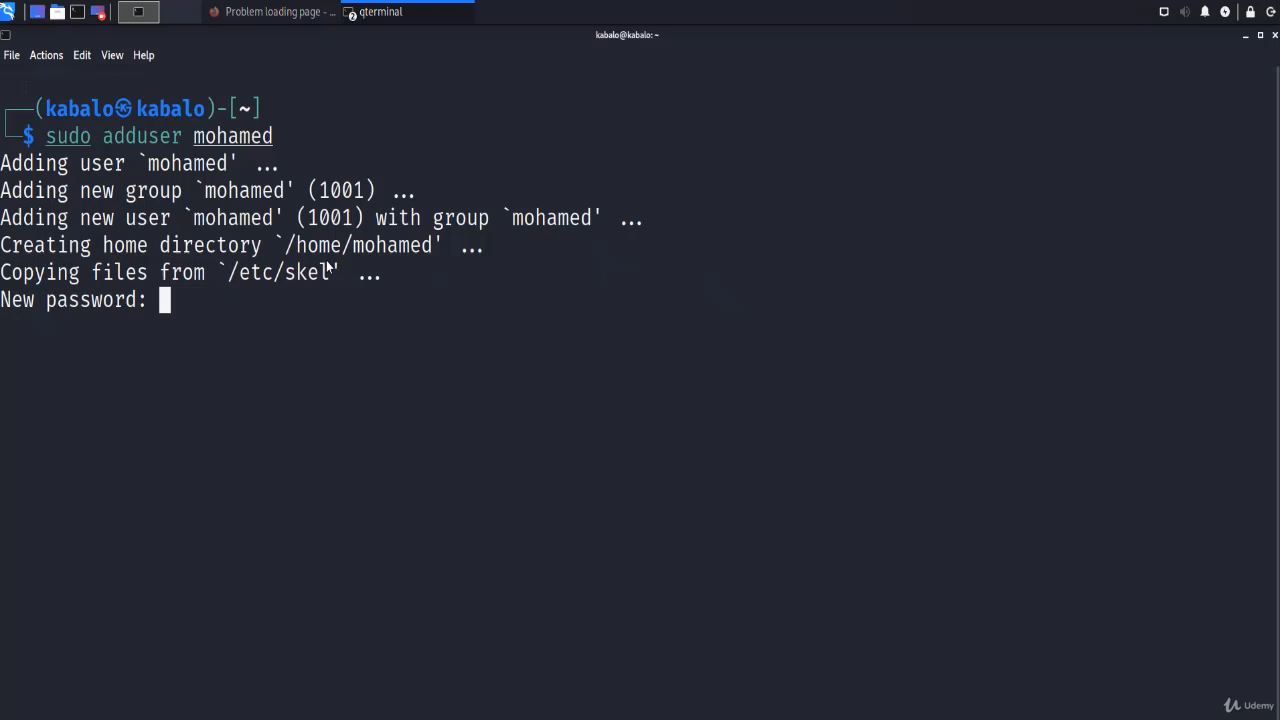 Problem loading page - ...
2
qterminal
kabalo@kabalo: ~
File Actions Edit View Help
(kabalo㉿kabalo)-[~]
$ sudo adduser mohamed
Adding user `mohamed' ...
Adding new group `mohamed' (1001) ...
Adding new user `mohamed' (1001) with group `mohamed' ...
Creating home directory `/home/mohamed' ...
Copying files from `/etc/skel' ...
New password:
Udemy